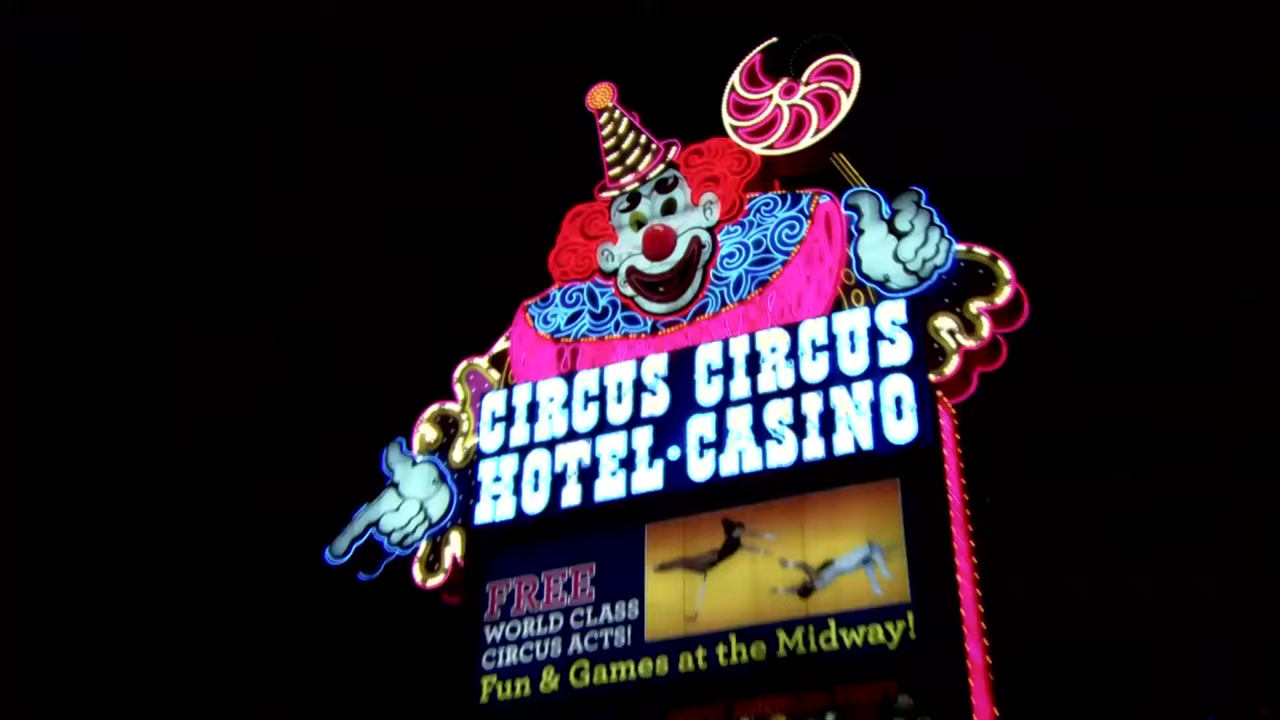 CIRCUS CIRCUS
HOTEL·CASINO
FREE
WORLD CLASS
CIRCUS ACTS!
Fun & Games at the Midway!